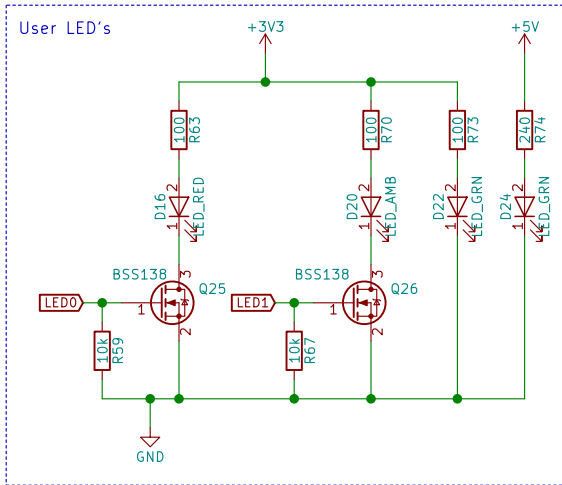 User LED's
+3V3
+5V
100
R63
100
R70
100
R73
240
R74
2
D16
1
LED_RED
2
D20
1
LED_AMB
2
D22
1
LED_GRN
2
D24
1
LED_GRN
BSS138
3
Q25
LED0
1
2
BSS138
3
Q26
LED1
1
2
10k
R59
10k
R67
GND